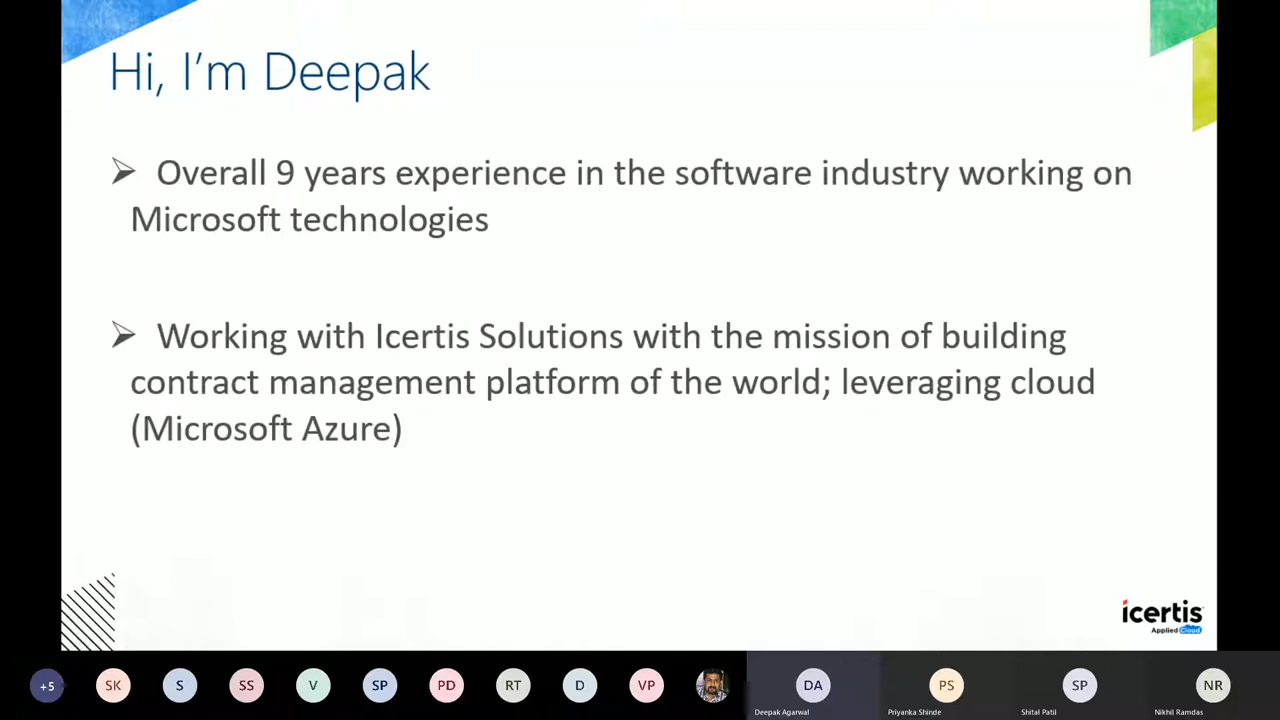 Hi, I’m Deepak
➢ Overall 9 years experience in the software industry working on
Microsoft technologies
➢ Working with Icertis Solutions with the mission of building
contract management platform of the world; leveraging cloud
(Microsoft Azure)
icertis
Applied Cloud
+5
SK
S
SS
V
SP
PD
RT
D
VP
DA
PS
SP
NR
Deepak Agarwal
Priyanka Shinde
Shital Patil
Nikhil Ramdas